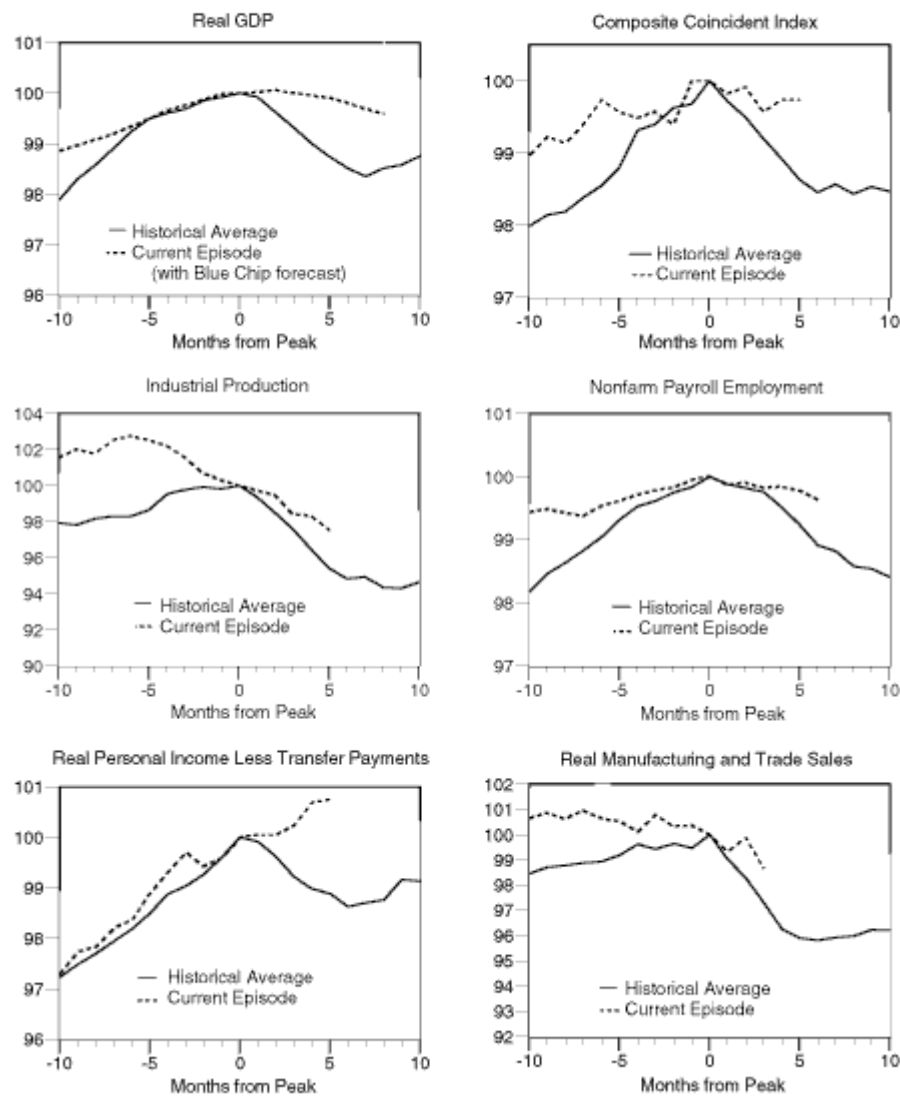 Real GDP
101
100
99
98
97
96
Historical Average
Current Episode
(with Blue Chip forecast)
-10 -5 0 5 10
Months from Peak
Composite Coincident Index
100
99
98
97
Historical Average
Current Episode
-10 -5 0 5 10
Months from Peak
Industrial Production
104
102
100
98
96
94
92
90
Historical Average
Current Episode
-10 -5 0 5 10
Months from Peak
Nonfarm Payroll Employment
101
100
99
98
97
Historical Average
Current Episode
-10 -5 0 5 10
Months from Peak
Real Personal Income Less Transfer Payments
101
100
99
98
97
96
Historical Average
Current Episode
-10 -5 0 5 10
Months from Peak
Real Manufacturing and Trade Sales
102
101
100
99
98
97
96
95
94
93
92
Historical Average
Current Episode
-10 -5 0 5 10
Months from Peak